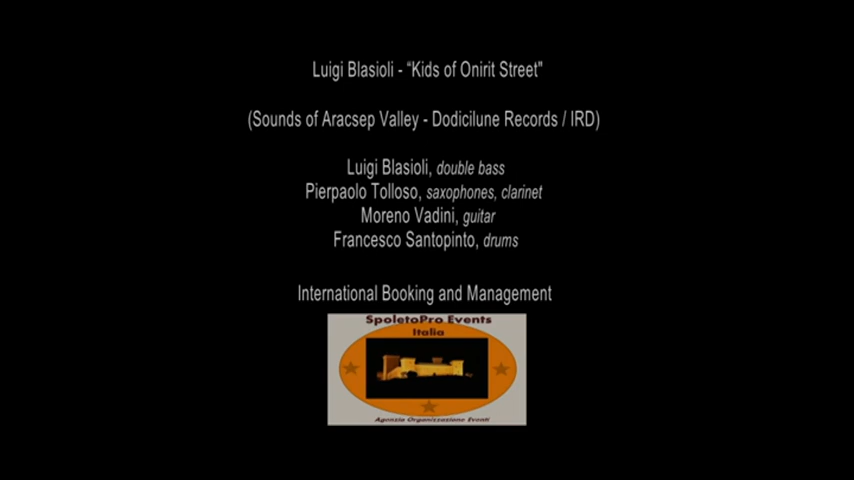 Luigi Blasioli - “Kids of Onirit Street"
(Sounds of Aracsep Valley - Dodicilune Records / IRD)
Luigi Blasioli, double bass
Pierpaolo Tolloso, saxophones, clarinet
Moreno Vadini, guitar
Francesco Santopinto, drums
International Booking and Management
SpoletoPro Events
Italia
Agenzia Organizzazione Eventi